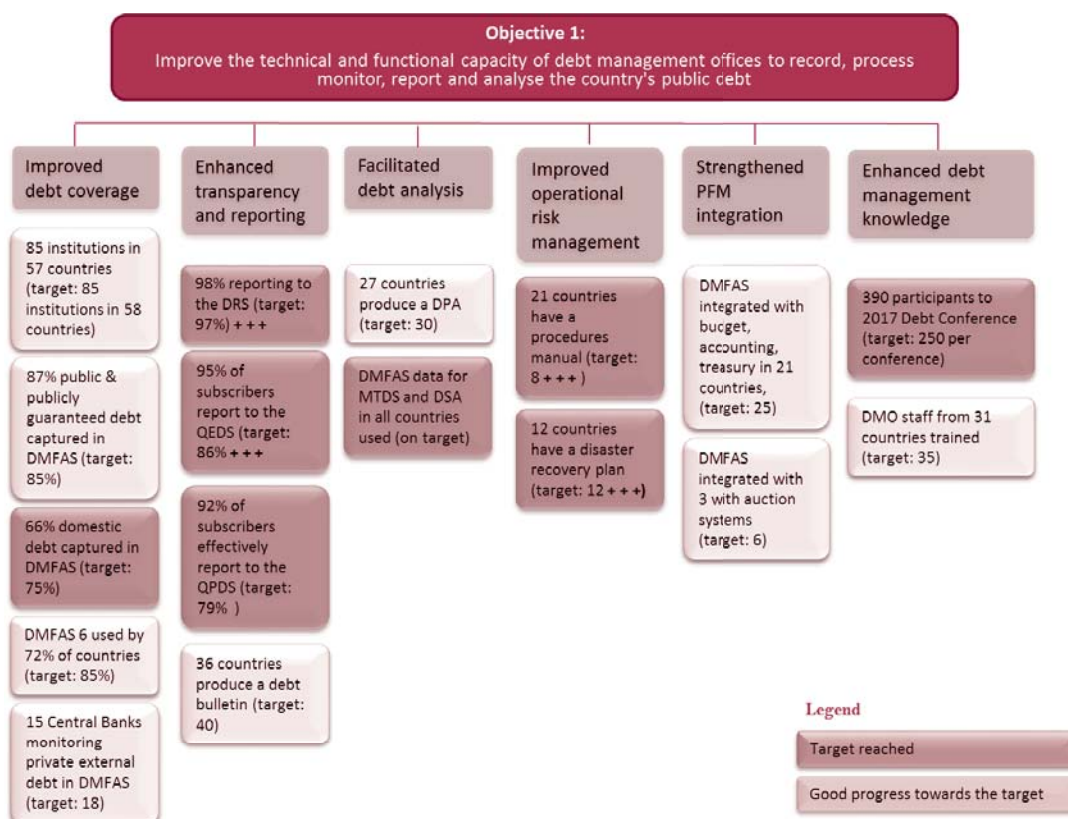 Objective 1:
Improve the technical and functional capacity of debt management offices to record, process
monitor, report and analyse the country's public debt
Improved
debt coverage
85 institutions in
57 countries
(target: 85
institutions in 58
countries)
87% public &
publicly
guaranteed debt
captured in
DMFAS (target:
85%)
66% domestic
debt captured in
DMFAS (target:
75%)
DMFAS 6 used by
72% of countries
(target: 85%)
15 Central Banks
monitoring
private external
debt in DMFAS
(target: 18)
Enhanced
transparency
and reporting
98% reporting to
the DRS (target:
97%) + + +
95% of
subscribers
report to the
QEDS (target:
86% + + +
92% of
subscribers
effectively
report to the
QPDS (target:
79% )
36 countries
produce a debt
bulletin (target:
40)
Facilitated
debt analysis
27 countries
produce a DPA
(target: 30)
DMFAS data for
MTDS and DSA
in all countries
used (on target)
Improved
operational
risk
management
21 countries
have a
procedures
manual (target:
8 + + + )
12 countries
have a disaster
recovery plan
(target: 12 + + +)
Strengthened
PFM
integration
DMFAS
integrated with
budget,
accounting,
treasury in 21
countries,
(target: 25)
DMFAS
integrated with
3 with auction
systems
(target: 6)
Enhanced debt
management
knowledge
390 participants to
2017 Debt Conference
(target: 250 per
conference)
DMO staff from 31
countries trained
(target: 35)
Legend
Target reached
Good progress towards the target